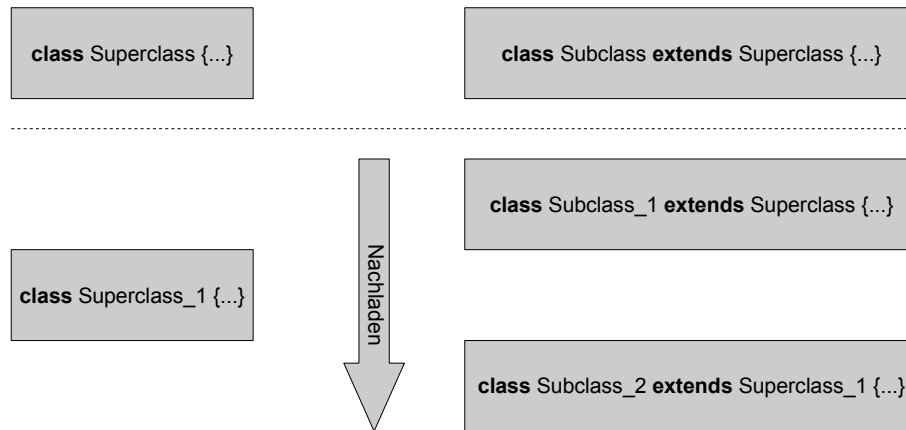 class Superclass {...}
class Subclass extends Superclass {...}
class Subclass_1 extends Superclass {...}
Nachladen
class Superclass_1 {...}
class Subclass_2 extends Superclass_1 {...}